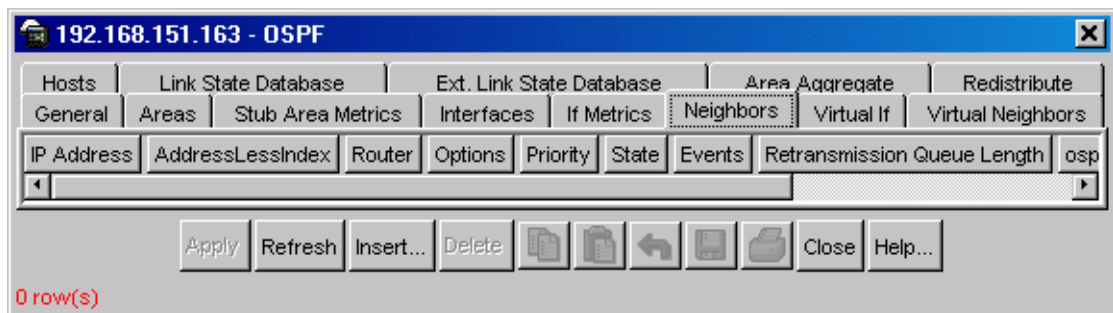 192.168.151.163 - OSPF
Hosts Link State Database Ext. Link State Database Area Aggregate Redistribute
General Areas Stub Area Metrics Interfaces If Metrics Neighbors Virtual If Virtual Neighbors
IP Address AddressLessIndex Router Options Priority State Events Retransmission Queue Length osp
Apply Refresh Insert... Delete Close Help...
0 row(s)